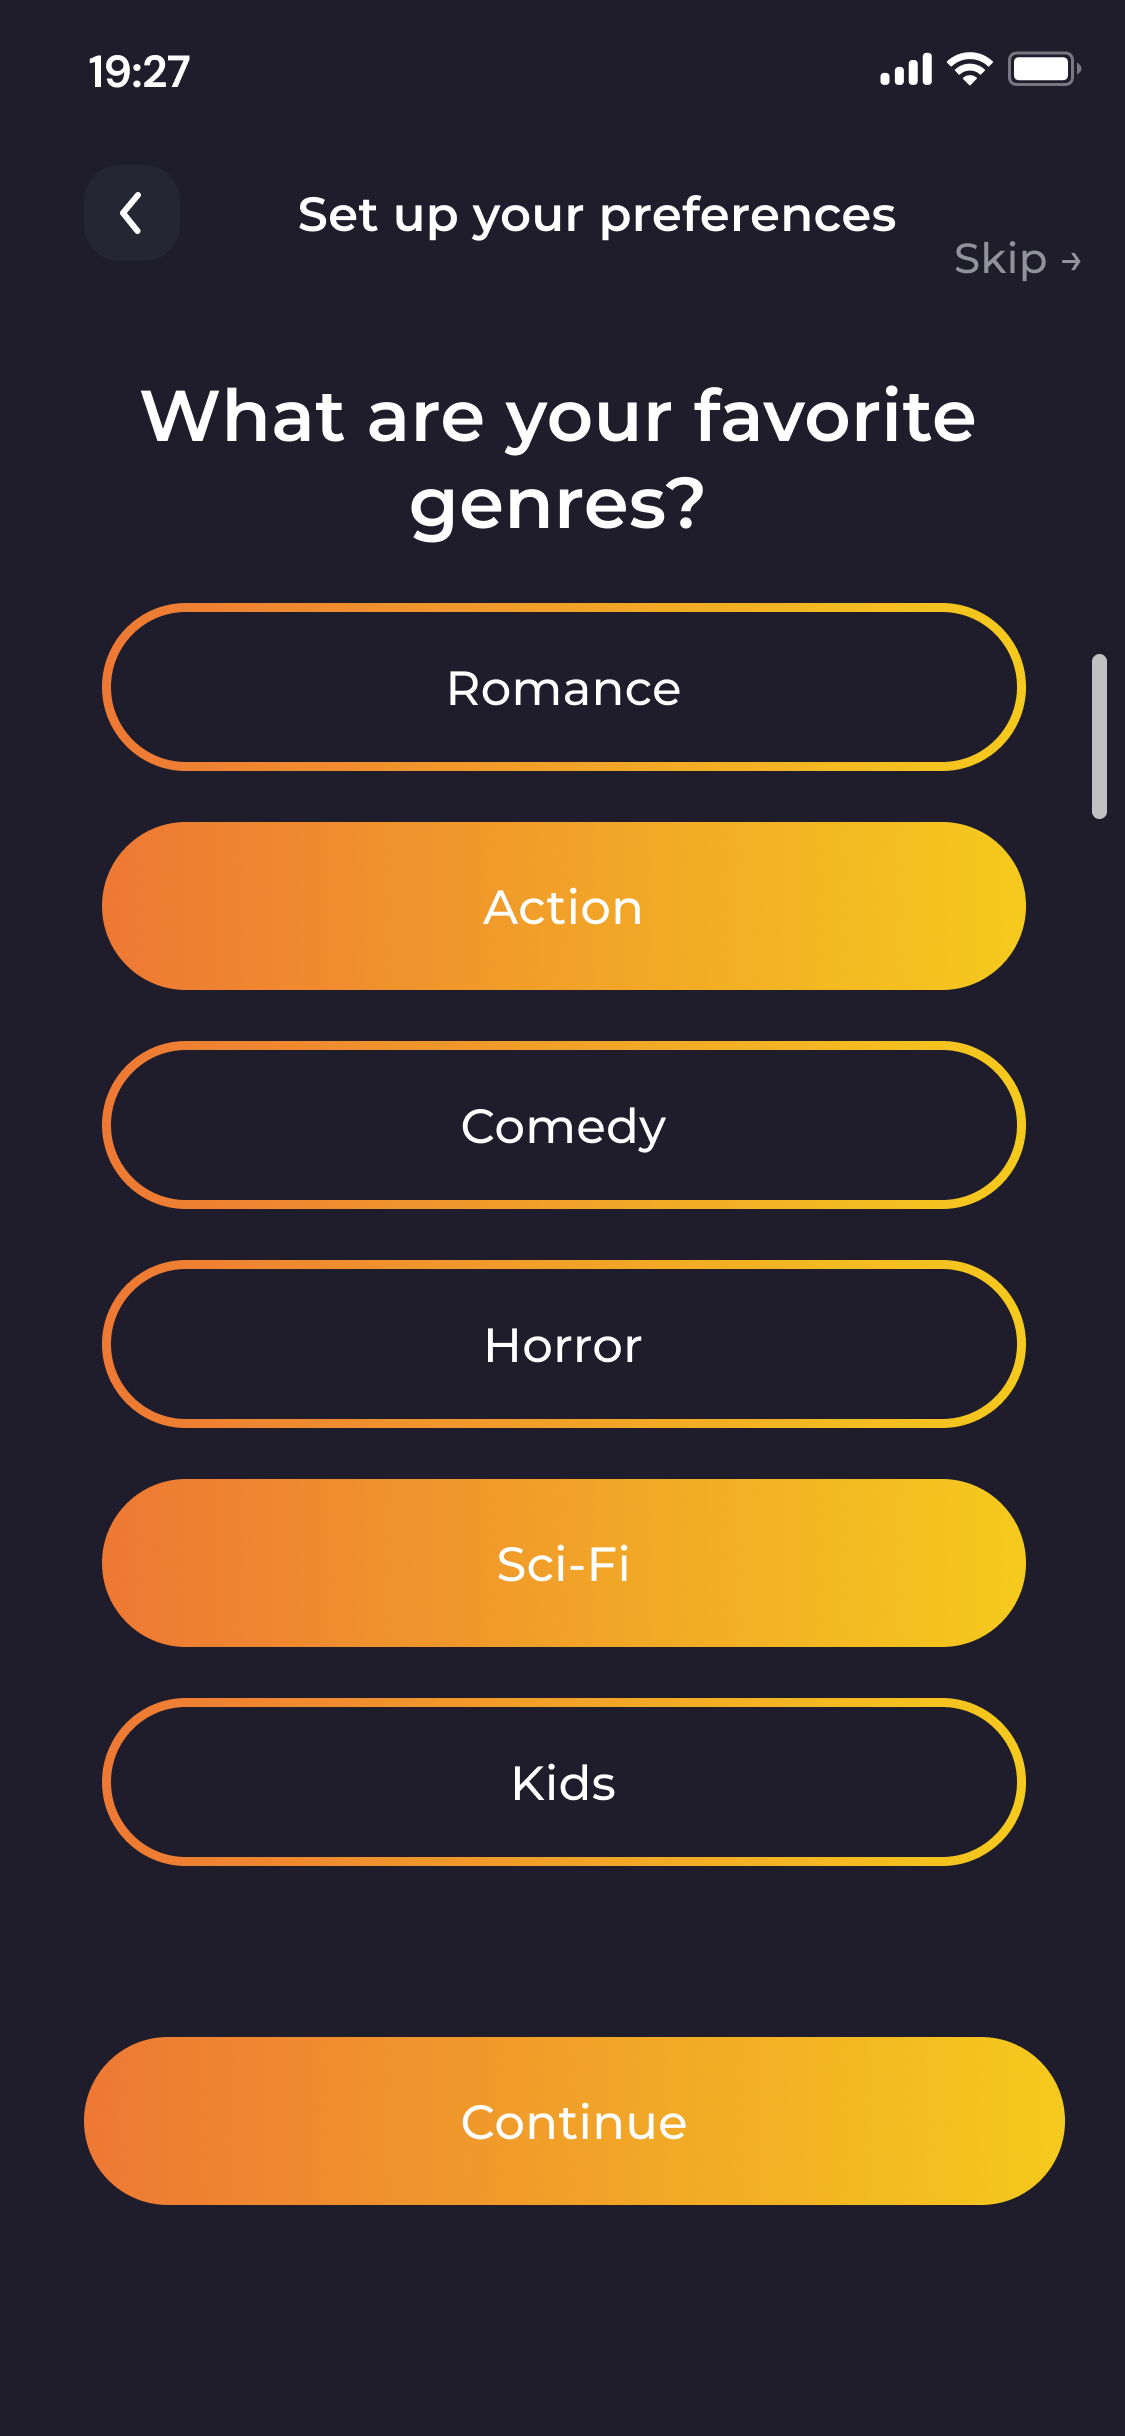 19:27
Set up your preferences
Skip →
What are your favorite
genres?
Romance
Action
Comedy
Horror
Sci-Fi
Kids
Continue